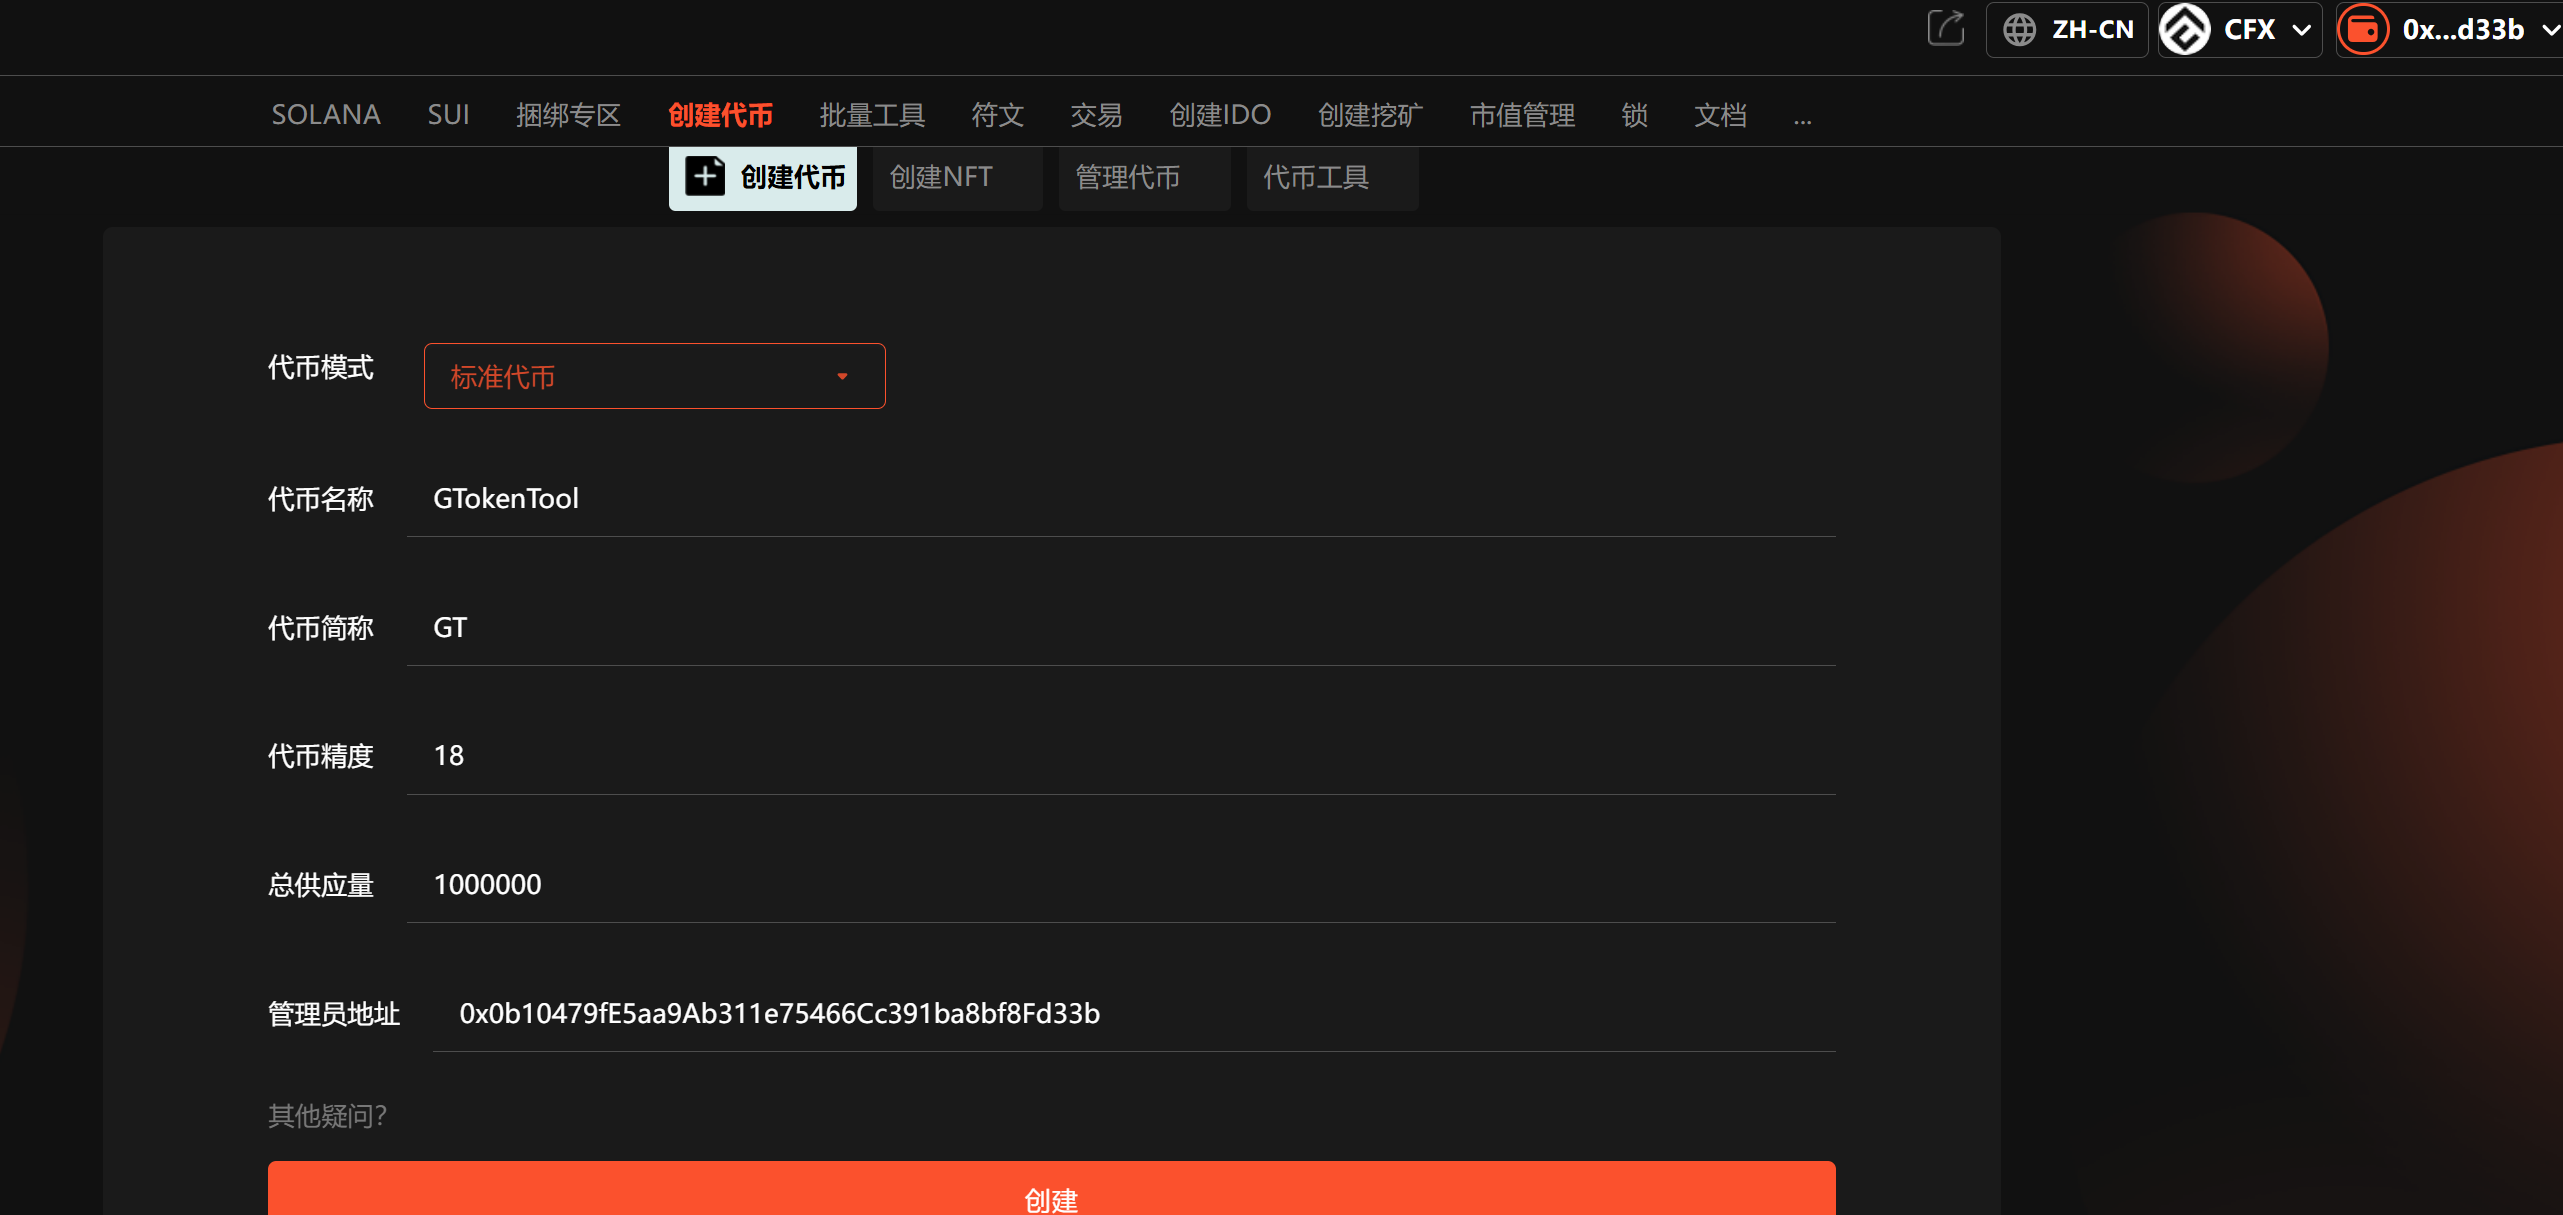 ZH-CN CFX 0x...d33b
SOLANA SUI 捆绑专区 创建代币 批量工具 符文 交易 创建IDO 创建挖矿 市值管理 锁 文档 ...
创建代币 创建NFT 管理代币 代币工具
代币模式 标准代币
代币名称 GTokenTool
代币简称 GT
代币精度 18
总供应量 1000000
管理员地址 0x0b10479fE5aa9Ab311e75466Cc391ba8bf8Fd33b
其他疑问?
创建